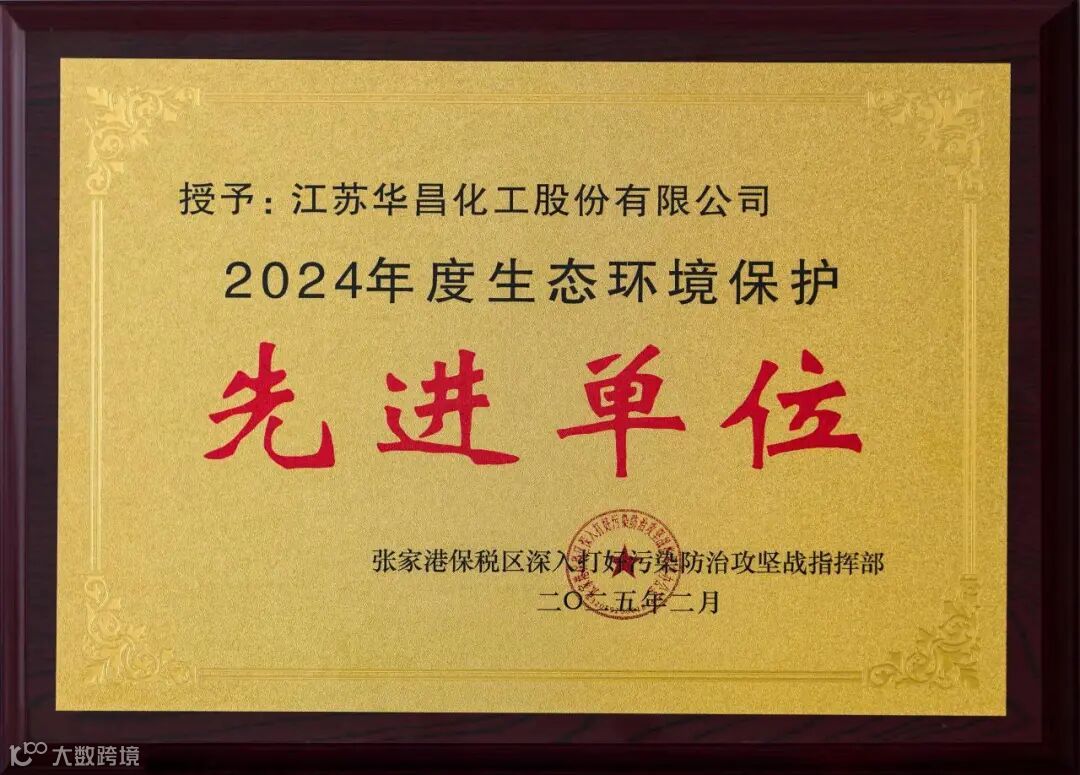 授予：江苏华昌化工股份有限公司
2024年度生态环境保护
先进单位
张家港保税区深入打好污染防治攻坚战指挥部
二〇二五年二月
大数跨境